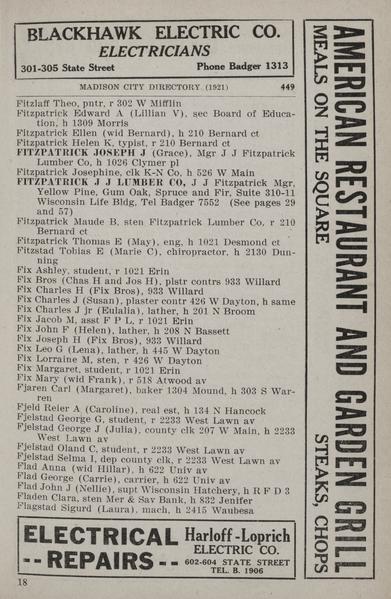 BLACKHAWK ELECTRIC CO.
ELECTRICIANS
301-305 State Street Phone Badger 1313
MADISON CITY DIRECTORY (1921) 449
Fitzlaff Theo, pntr, r 302 W Mifflin
Fitzpatrick Edward A (Lillian V), sec Board of Educa-
tion, h 1309 Morris
Fitzpatrick Ellen (wid Bernard), h 210 Bernard ct
Fitzpatrick Helen K, typist, r 210 Bernard ct
FITZPATRICK JOSEPH J (Grace), Mgr J J Fitzpatrick
Lumber Co, h 1026 Clymer pl
Fitzpatrick Josephine, clk K-N Co, h 526 W Main
FITZPATRICK J J LUMBER CO, J J Fitzpatrick Mgr,
Yellow Pine, Gum Oak, Spruce and Fir, Suite 310-11
Wisconsin Life Bldg, Tel Badger 7552 (See pages 29
and 57)
Fitzpatrick Maude B, sten Fitzpatrick Lumber Co, r 210
Bernard ct
Fitzpatrick Thomas E (May), eng, h 1021 Desmond ct
Fitzstad Tobias E (Marie C), chiropractor, h 2130 Dun-
ning
Fix Ashley, student, r 1021 Erin
Fix Bros (Chas H and Jos H), plstr contrs 933 Willard
Fix Charles H (Fix Bros), 933 Willard
Fix Charles J (Susan), plaster contr 426 W Dayton, h same
Fix Charles J jr (Eulalia), lather, h 201 N Broom
Fix Jacob M, asst F P L, r 1021 Erin
Fix John F (Helen), lather, h 208 N Bassett
Fix Joseph H (Fix Bros), 933 Willard
Fix Leo G (Lena), lather, h 445 W Dayton
Fix Lorraine M, sten, r 426 W Dayton
Fix Margaret, student, r 1021 Erin
Fix Mary (wid Frank), r 518 Atwood av
Fjaren Carl (Margaret), baker 1304 Mound, h 303 S War-
ren
Fjeld Reier A (Caroline), real est, h 134 N Hancock
Fjelstad George G, student, r 2233 West Lawn av
Fjelstad George J (Julia), county clk 207 W Main, h 2233
West Lawn av
Fjelstad Oland C, student, r 2233 West Lawn av
Fjelstad Selma I, dep county clk, r 2233 West Lawn av
Flad Anna (wid Hillar), h 622 Univ av
Flad George (Carrie), carrier, h 622 Univ av
Flad John J (Nellie), supt Wisconsin Hatchery, h R F D 3
Fladen Clara, sten Mer & Sav Bank, h 832 Jenifer
Flagstad Sigurd (Laura), mach, h 2415 Waubesa
ELECTRICAL
-- REPAIRS --
Harloff-Loprich
ELECTRIC CO.
602-604 STATE STREET
TEL. B. 1906
18
AMERICAN RESTAURANT AND GARDEN GRILL
MEALS ON THE SQUARE STEAKS, CHOPS